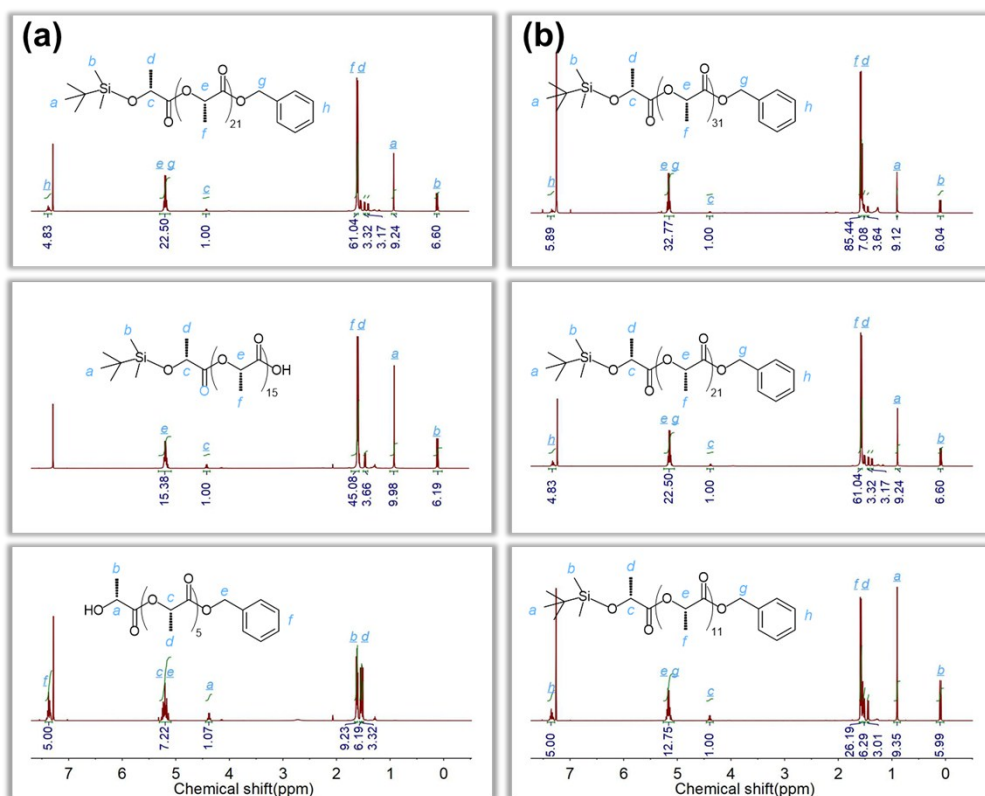 (a)
b
d
Si
O
a
c
O
O
e
f
21
O
O
g
h
f d
a
e g
h
c
b
4.83 22.50 1.00 61.04 3.32 3.17 9.24 6.60
b
d
Si
O
a
c
O
O
e
f
15
O
OH
f d
a
e
c
b
15.38 1.00 45.08 3.66 9.98 6.19
b
HO
a
O
O
c
d
5
O
O
e
f
b d
c e
f
a
5.00 7.22 1.07 9.23 6.19 3.32
7 6 5 4 3 2 1 0
Chemical shift(ppm)
(b)
b
d
Si
O
a
c
O
O
e
f
31
O
O
g
h
f d
a
e g
h
c
b
5.89 32.77 1.00 85.44 7.08 3.64 9.12 6.04
b
d
Si
O
a
c
O
O
e
f
21
O
O
g
h
f d
a
e g
h
c
b
4.83 22.50 1.00 61.04 3.32 3.17 9.24 6.60
b
d
Si
O
a
c
O
O
e
f
11
O
O
g
h
f d
a
e g
h
c
b
5.00 12.75 1.00 26.19 6.29 3.01 9.35 5.99
7 6 5 4 3 2 1 0
Chemical shift(ppm)